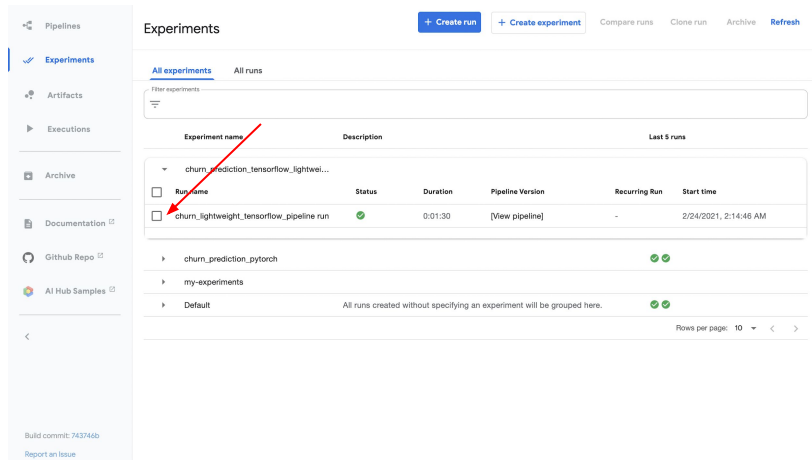 Pipelines
Experiments
Artifacts
Executions
Archive
Documentation
Github Repo
AI Hub Samples
Build commit: 743746b
Report an Issue
Experiments
+ Create run
+ Create experiment
Compare runs
Clone run
Archive
Refresh
All experiments All runs
Filter experiments
Experiment name Description Last 5 runs
churn_prediction_tensorflow_lightwei...
Run name Status Duration Pipeline Version Recurring Run Start time
churn_lightweight_tensorflow_pipeline run 0:01:30 [View pipeline] - 2/24/2021, 2:14:46 AM
churn_prediction_pytorch
my-experiments
Default All runs created without specifying an experiment will be grouped here.
Rows per page: 10